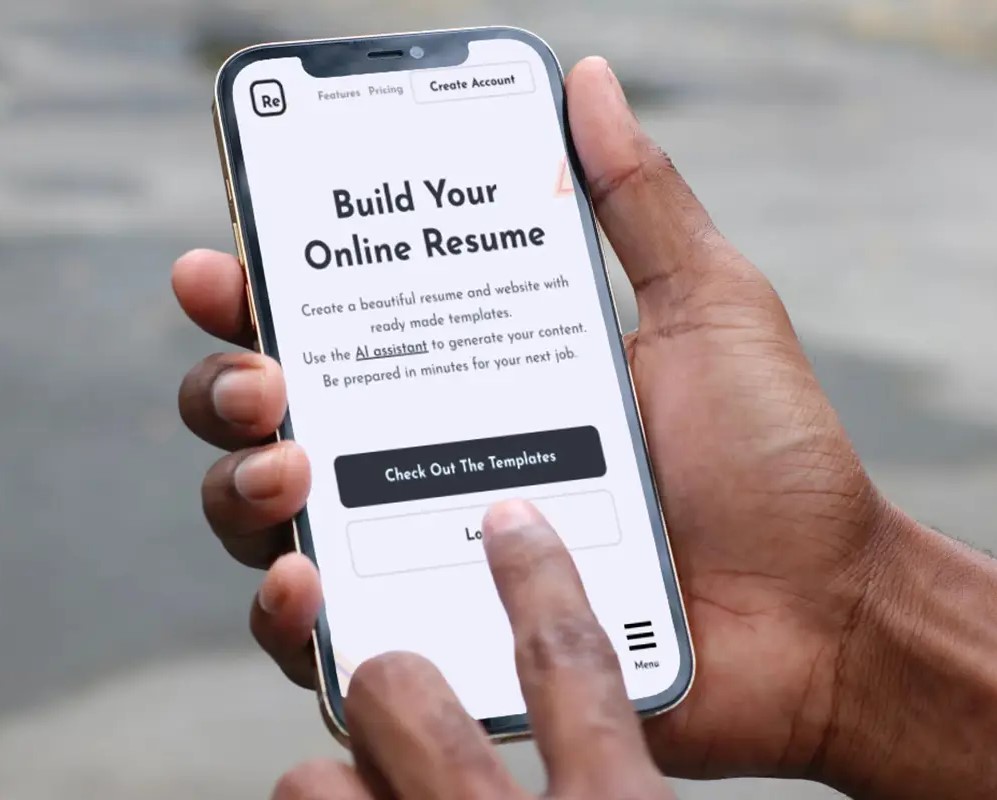 Re
Features Pricing Create Account
Build Your
Online Resume
Create a beautiful resume and website with
ready made templates.
Use the AI assistant to generate your content.
Be prepared in minutes for your next job.
Check Out The Templates
Menu